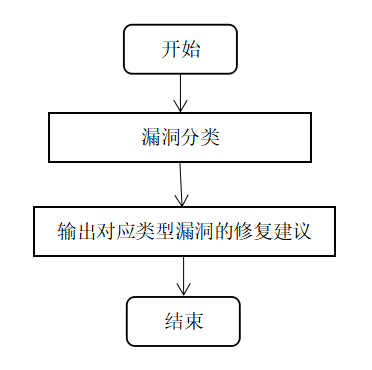 开始
漏洞分类
输出对应类型漏洞的修复建议
结束